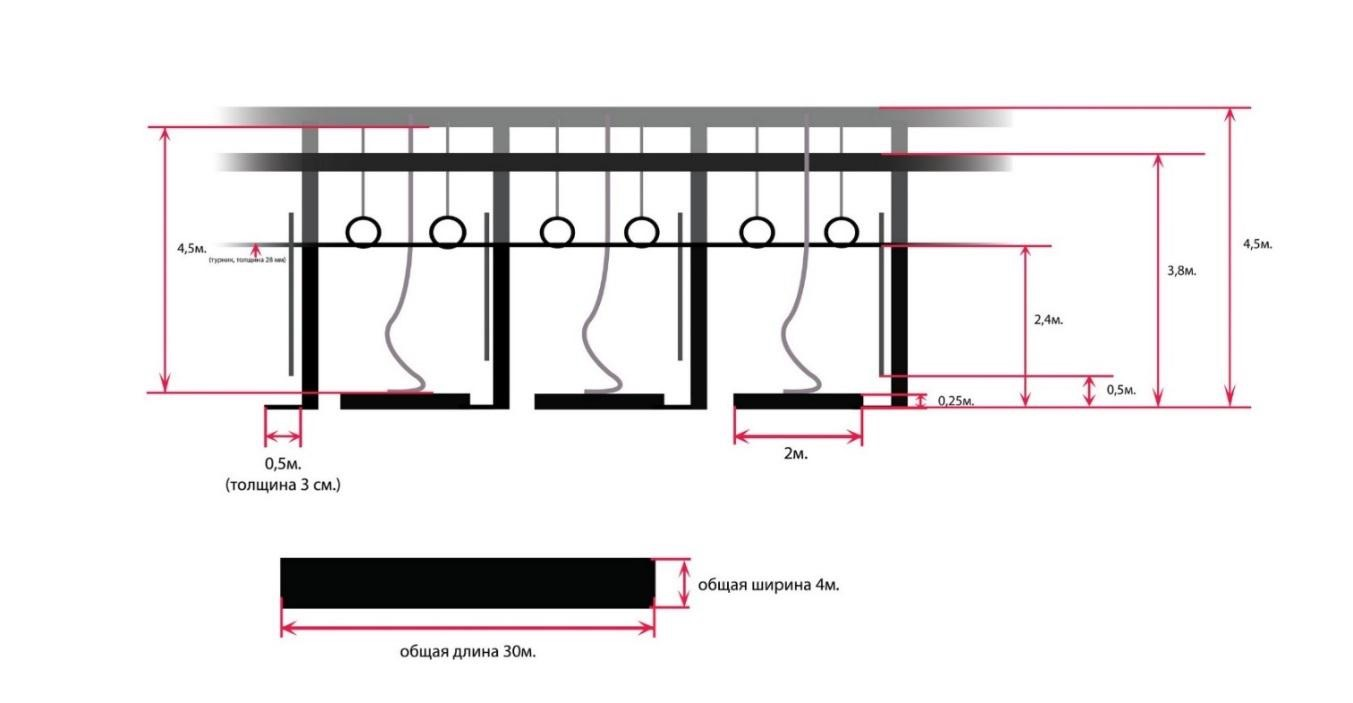 4,5м.
(турник, толщина 28 мм)
4,5м.
3,8м.
2,4м.
0,5м.
0,25м.
0,5м.
(толщина 3 см.)
2м.
общая ширина 4м.
общая длина 30м.